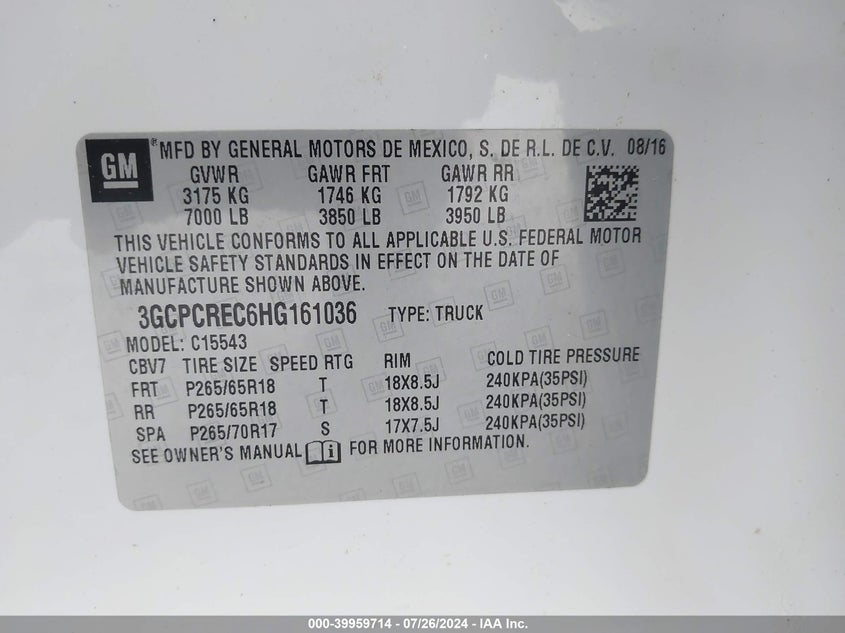 GM ® MFD BY GENERAL MOTORS DE MEXICO, S. DE R.L. DE C.V. 08/16
GVWR GAWR FRT GAWR RR
3175 KG 1746 KG 1792 KG
7000 LB 3850 LB 3950 LB
THIS VEHICLE CONFORMS TO ALL APPLICABLE U.S. FEDERAL MOTOR
VEHICLE SAFETY STANDARDS IN EFFECT ON THE DATE OF
MANUFACTURE SHOWN ABOVE.
3GCPCREC6HG161036 TYPE: TRUCK
MODEL: C15543
CBV7 TIRE SIZE SPEED RTG RIM COLD TIRE PRESSURE
FRT P265/65R18 T 18X8.5J 240KPA(35PSI)
RR P265/65R18 T 18X8.5J 240KPA(35PSI)
SPA P265/70R17 S 17X7.5J 240KPA(35PSI)
SEE OWNER'S MANUAL i FOR MORE INFORMATION.
000-39959714 - 07/26/2024 - IAA Inc.